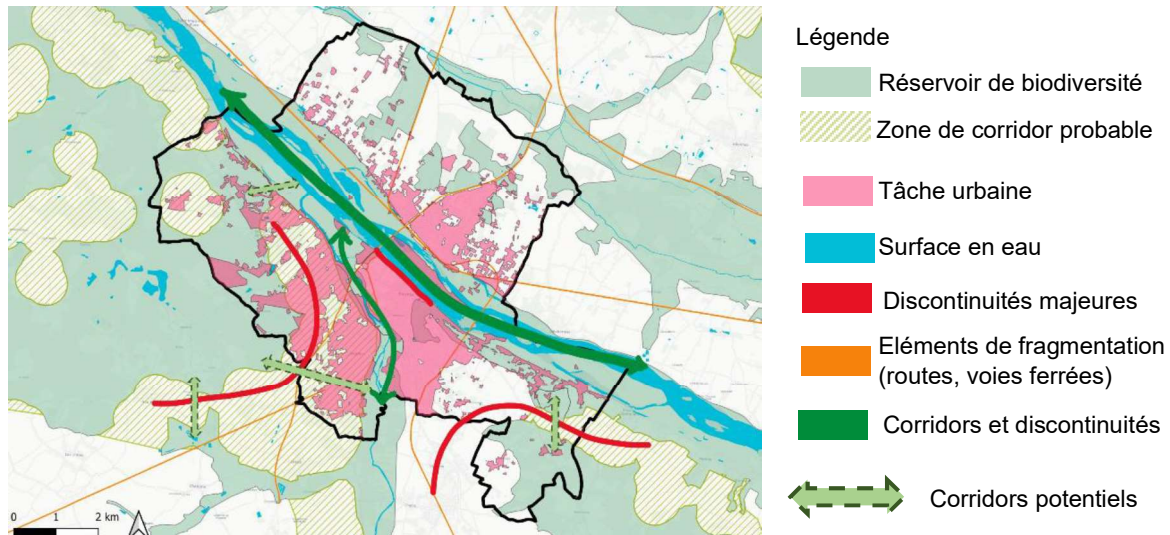 Légende
Réservoir de biodiversité
Zone de corridor probable
Tâche urbaine
Surface en eau
Discontinuités majeures
Eléments de fragmentation
(routes, voies ferrées)
Corridors et discontinuités
Corridors potentiels
0 1 2 km